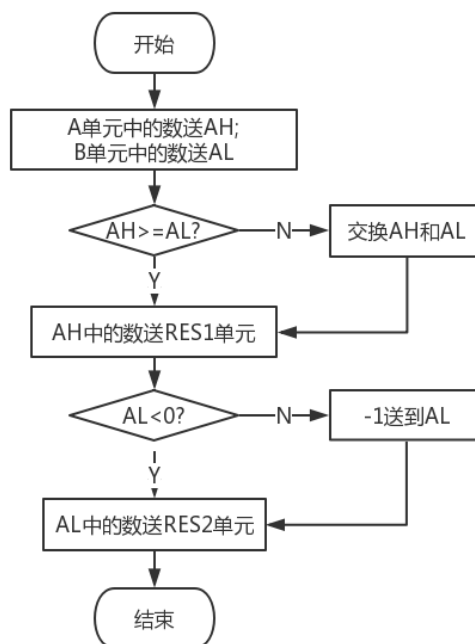 开始
A单元中的数送AH;
B单元中的数送AL
AH>=AL?
N
交换AH和AL
Y
AH中的数送RES1单元
AL<0?
N
-1送到AL
Y
AL中的数送RES2单元
结束